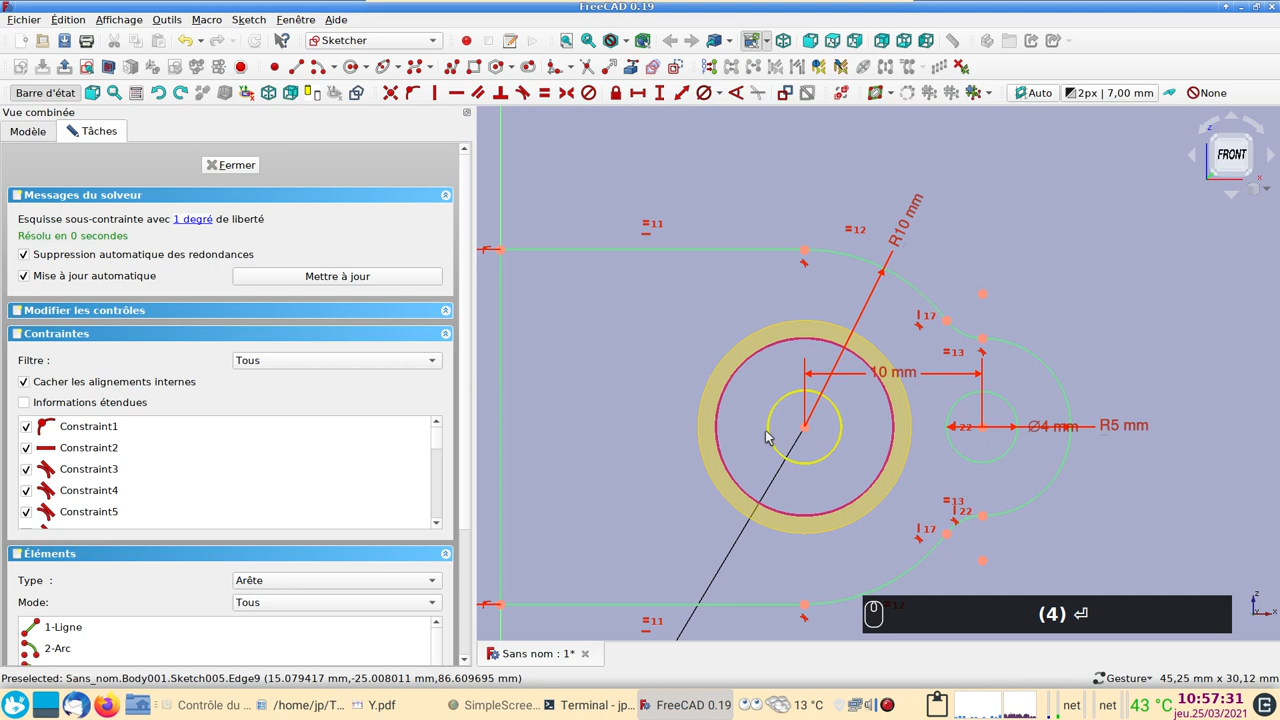 FreeCAD 0.19
Fichier Édition Affichage Outils Macro Sketch Fenêtre Aide
Sketcher
Barre d'état
Auto
2px | 7,00 mm
None
Vue combinée
Modèle
Tâches
Fermer
Messages du solveur
Esquisse sous-contrainte avec 1 degré de liberté
Résolu en 0 secondes
Suppression automatique des redondances
Mise à jour automatique
Mettre à jour
Modifier les contrôles
Contraintes
Filtre :
Tous
Cacher les alignements internes
Informations étendues
Constraint1
Constraint2
Constraint3
Constraint4
Constraint5
Éléments
Type :
Arête
Mode:
Tous
1-Ligne
2-Arc
FRONT
z
x
R10 mm
11
12
17
13
10 mm
22
Ø4 mm
R5 mm
13
22
17
12
11
(4) ⏎
z
x
Sans nom : 1*
Preselected: Sans_nom.Body001.Sketch005.Edge9 (15.079417 mm,-25.008011 mm,86.609695 mm)
Gesture
45,25 mm x 30,12 mm
Contrôle du ...
/home/jp/T...
Y.pdf
SimpleScreen...
Terminal - jp...
FreeCAD 0.19
13 °C
net
43 °C
net
10:57:31
jeu.25/03/2021